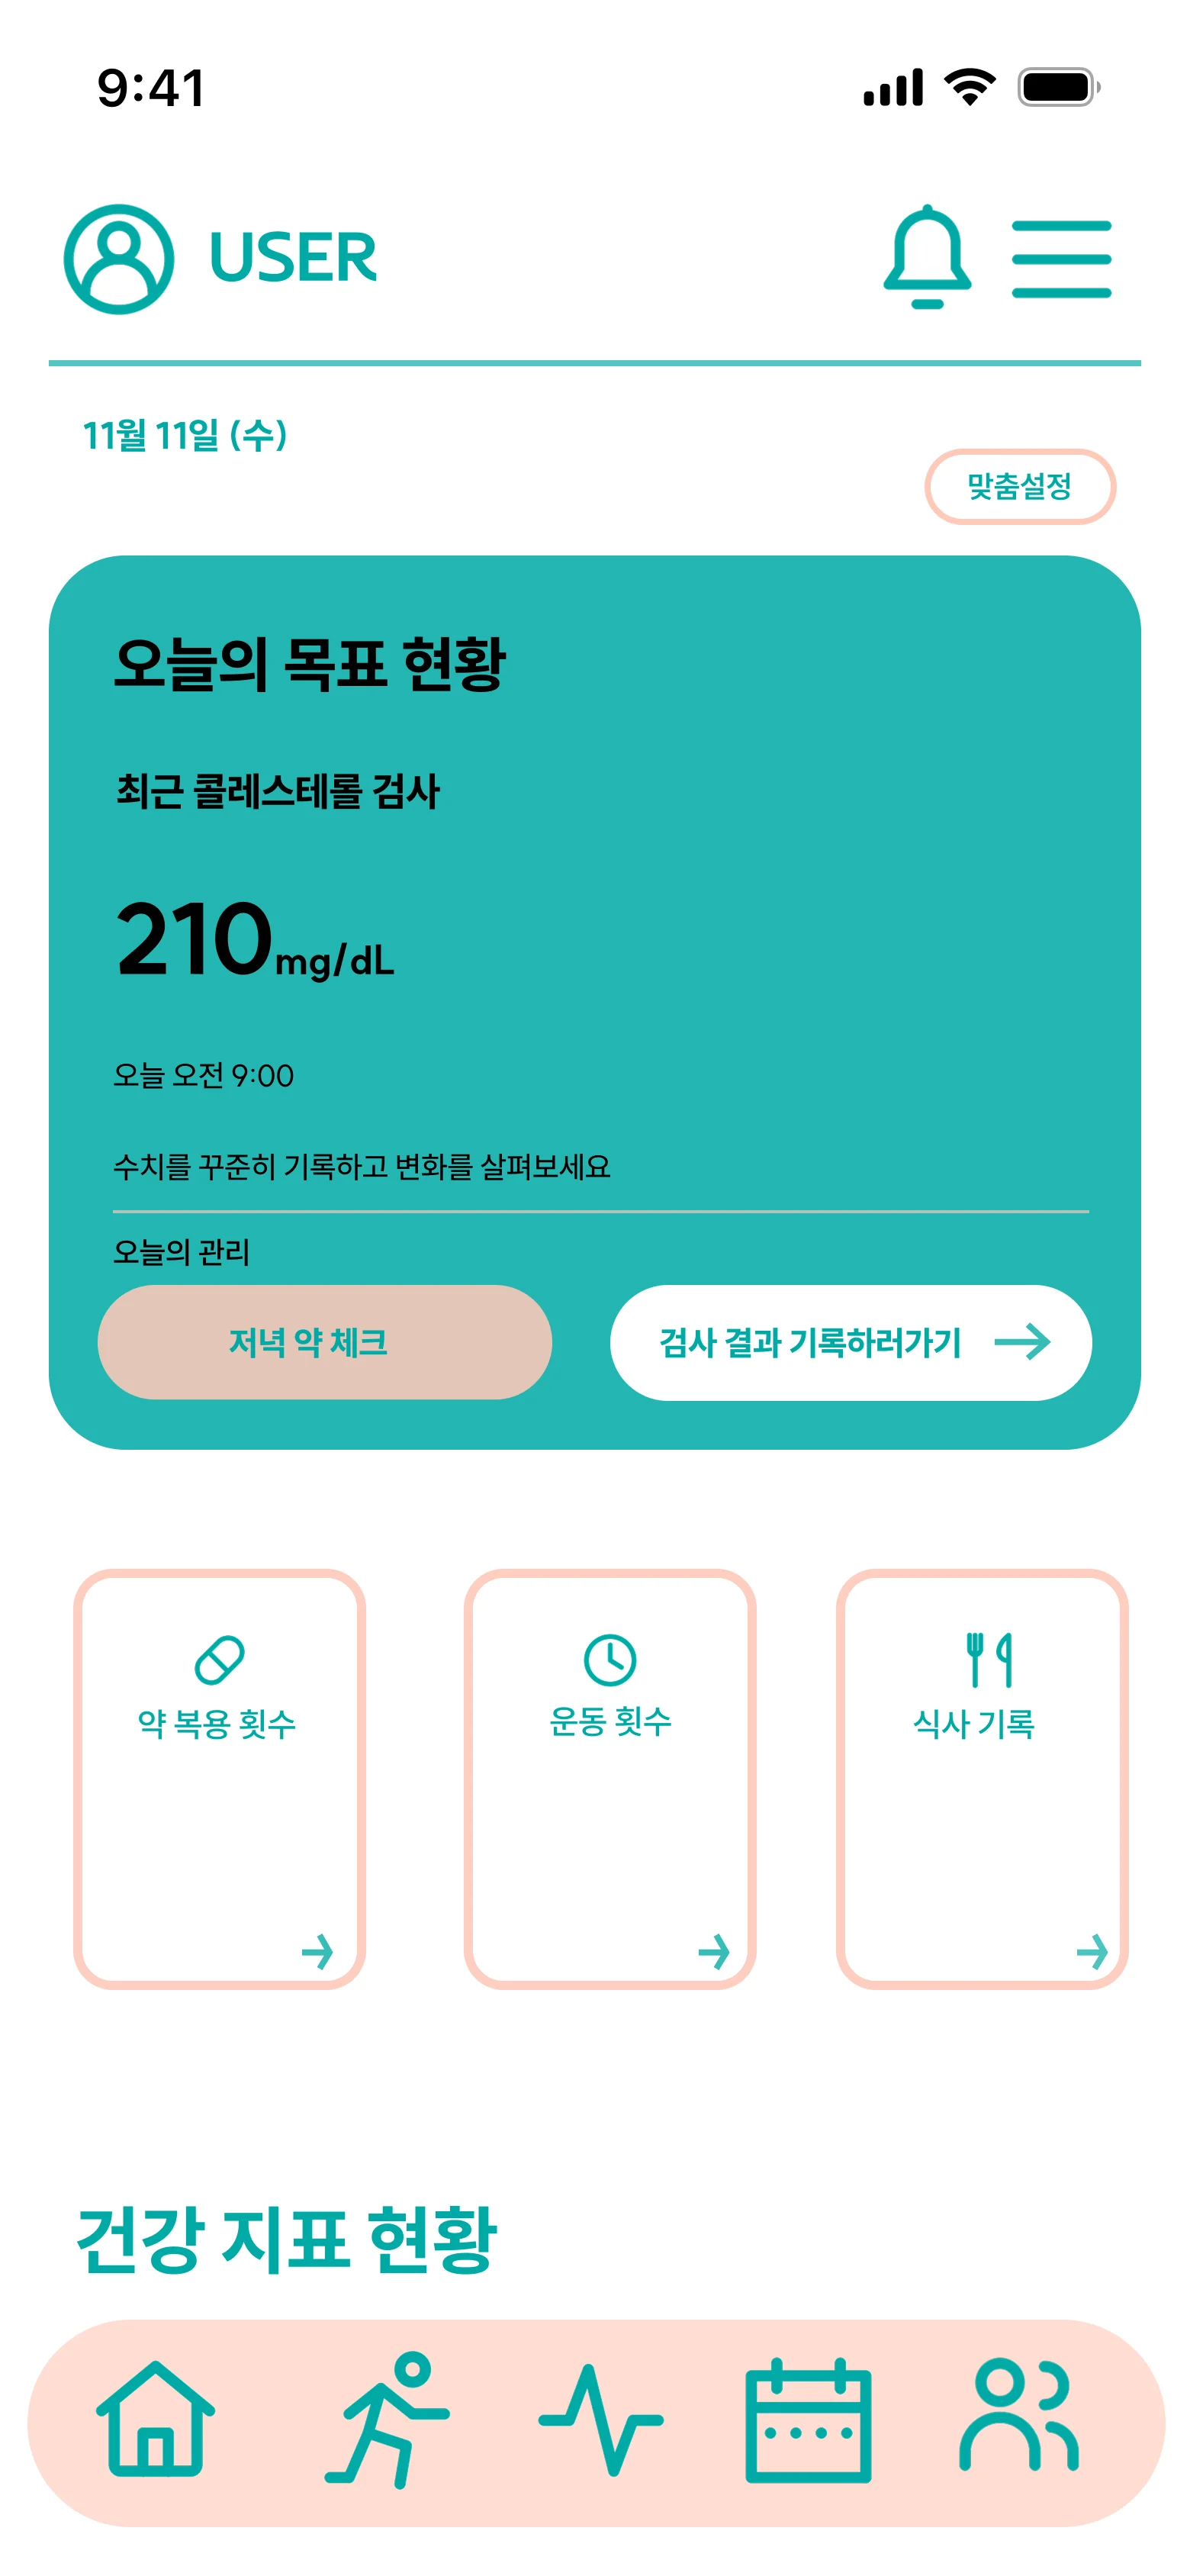 9:41
USER
11월 11일 (수)
맞춤설정
오늘의 목표 현황
최근 콜레스테롤 검사
210mg/dL
오늘 오전 9:00
수치를 꾸준히 기록하고 변화를 살펴보세요
오늘의 관리
저녁 약 체크
검사 결과 기록하러가기
약 복용 횟수
운동 횟수
식사 기록
건강 지표 현황